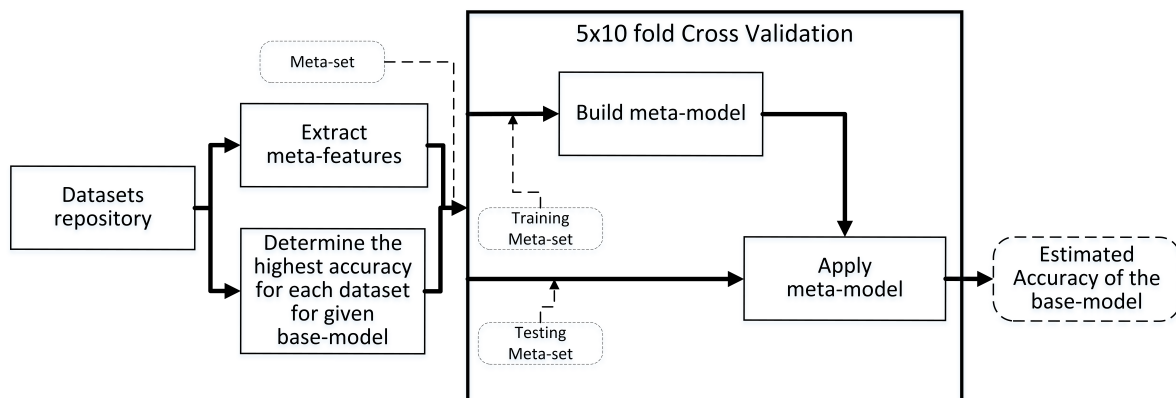 5x10 fold Cross Validation
Meta-set
Build meta-model
Extract
meta-features
Datasets
repository
Training
Meta-set
Determine the
highest accuracy
for each dataset
for given
base-model
Apply
meta-model
Estimated
Accuracy of the
base-model
Testing
Meta-set